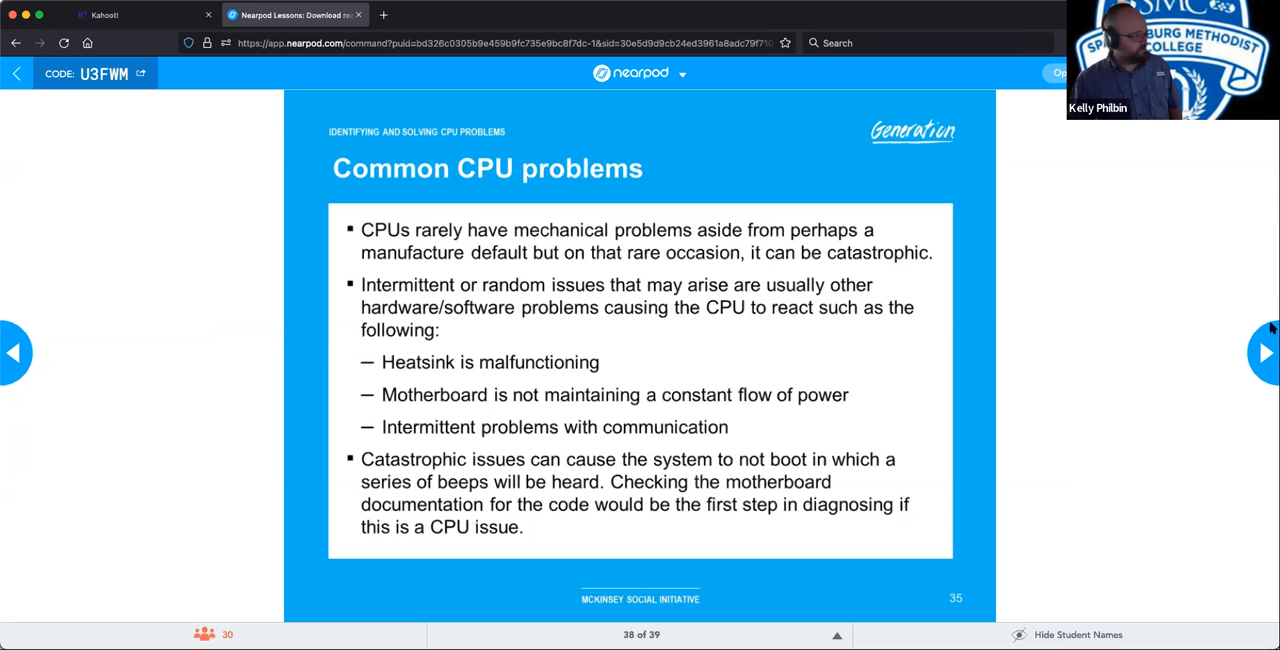 Kahoot!
Nearpod Lessons: Download re
https://app.nearpod.com/command?puid=bd326c0305b9e459b9fc735e9bc8f7dc-1&sid=30e5d9d9cb24ed3961a8adc79f710
Search
CODE: U3FWM
nearpod
Op
SMC
METHODIST
COLLEGE
Kelly Philbin
IDENTIFYING AND SOLVING CPU PROBLEMS
Generation
Common CPU problems
▪ CPUs rarely have mechanical problems aside from perhaps a
manufacture default but on that rare occasion, it can be catastrophic.
▪ Intermittent or random issues that may arise are usually other
hardware/software problems causing the CPU to react such as the
following:
– Heatsink is malfunctioning
– Motherboard is not maintaining a constant flow of power
– Intermittent problems with communication
▪ Catastrophic issues can cause the system to not boot in which a
series of beeps will be heard. Checking the motherboard
documentation for the code would be the first step in diagnosing if
this is a CPU issue.
MCKINSEY SOCIAL INITIATIVE
35
30
38 of 39
Hide Student Names